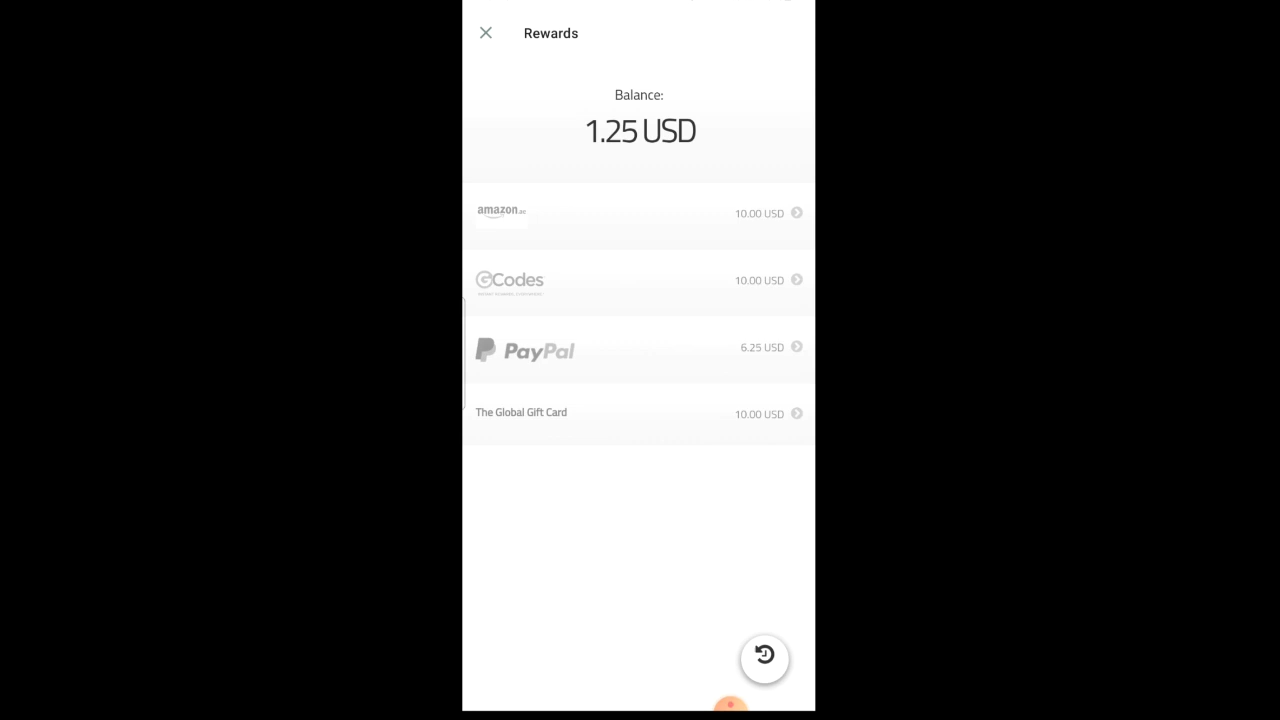 Rewards
Balance:
1.25 USD
amazon
10.00 USD
GCodes
10.00 USD
PayPal
6.25 USD
The Global Gift Card
10.00 USD